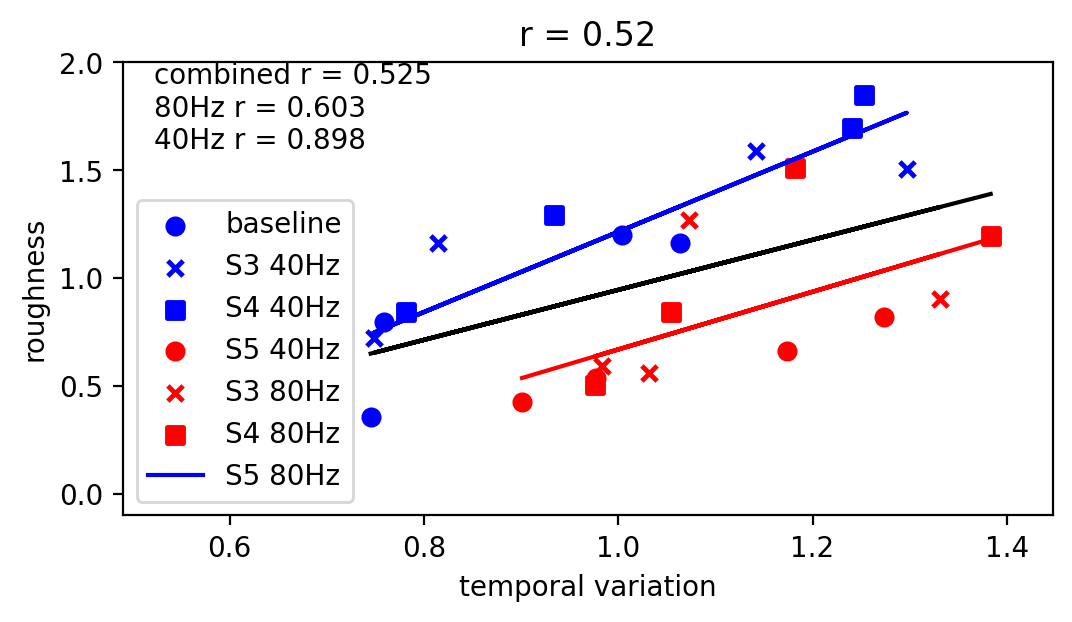 r = 0.52
combined r = 0.525
80Hz r = 0.603
40Hz r = 0.898
baseline
S3 40Hz
S4 40Hz
S5 40Hz
S3 80Hz
S4 80Hz
S5 80Hz
roughness
2.0
1.5
1.0
0.5
0.0
0.6 0.8 1.0 1.2 1.4
temporal variation